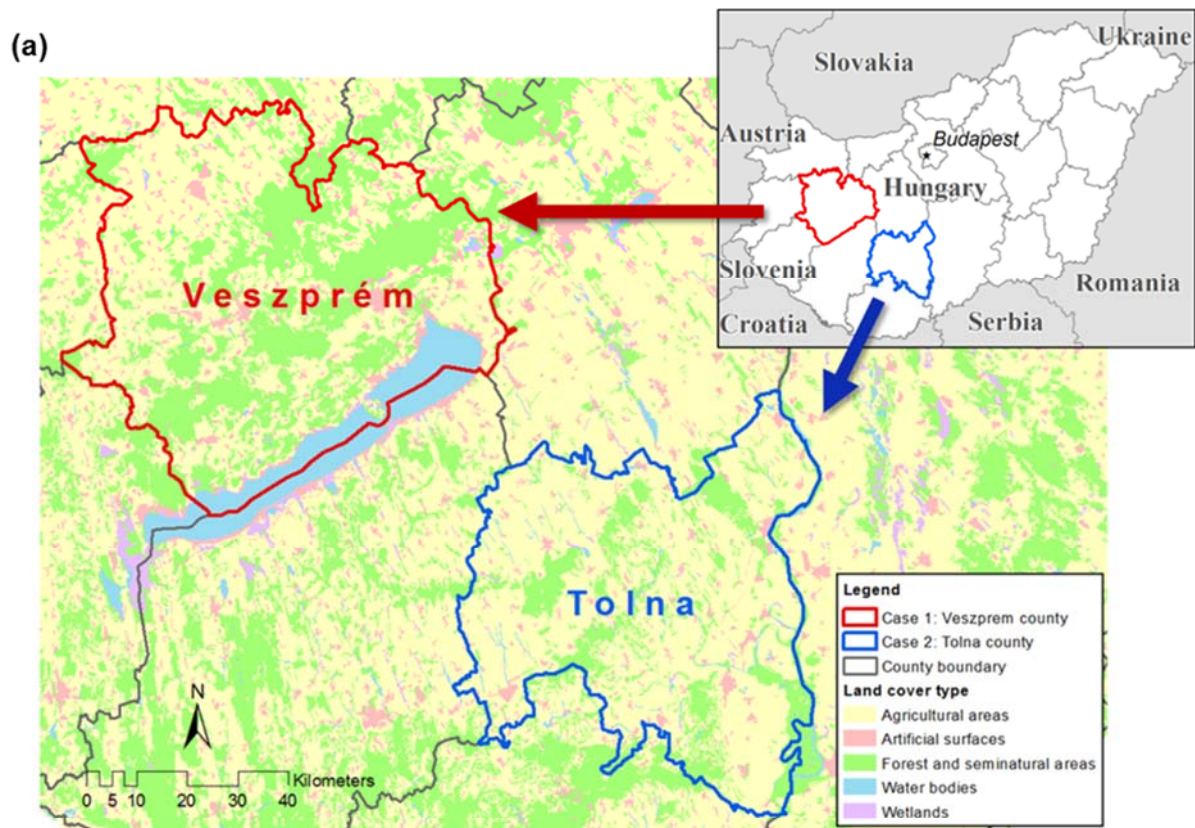 (a)
Slovakia
Ukraine
Austria
Budapest
Hungary
Slovenia
Romania
Croatia
Serbia
Veszprém
Tolna
N
Kilometers
0 5 10 20 30 40
Legend
Case 1: Veszprem county
Case 2: Tolna county
County boundary
Land cover type
Agricultural areas
Artificial surfaces
Forest and seminatural areas
Water bodies
Wetlands